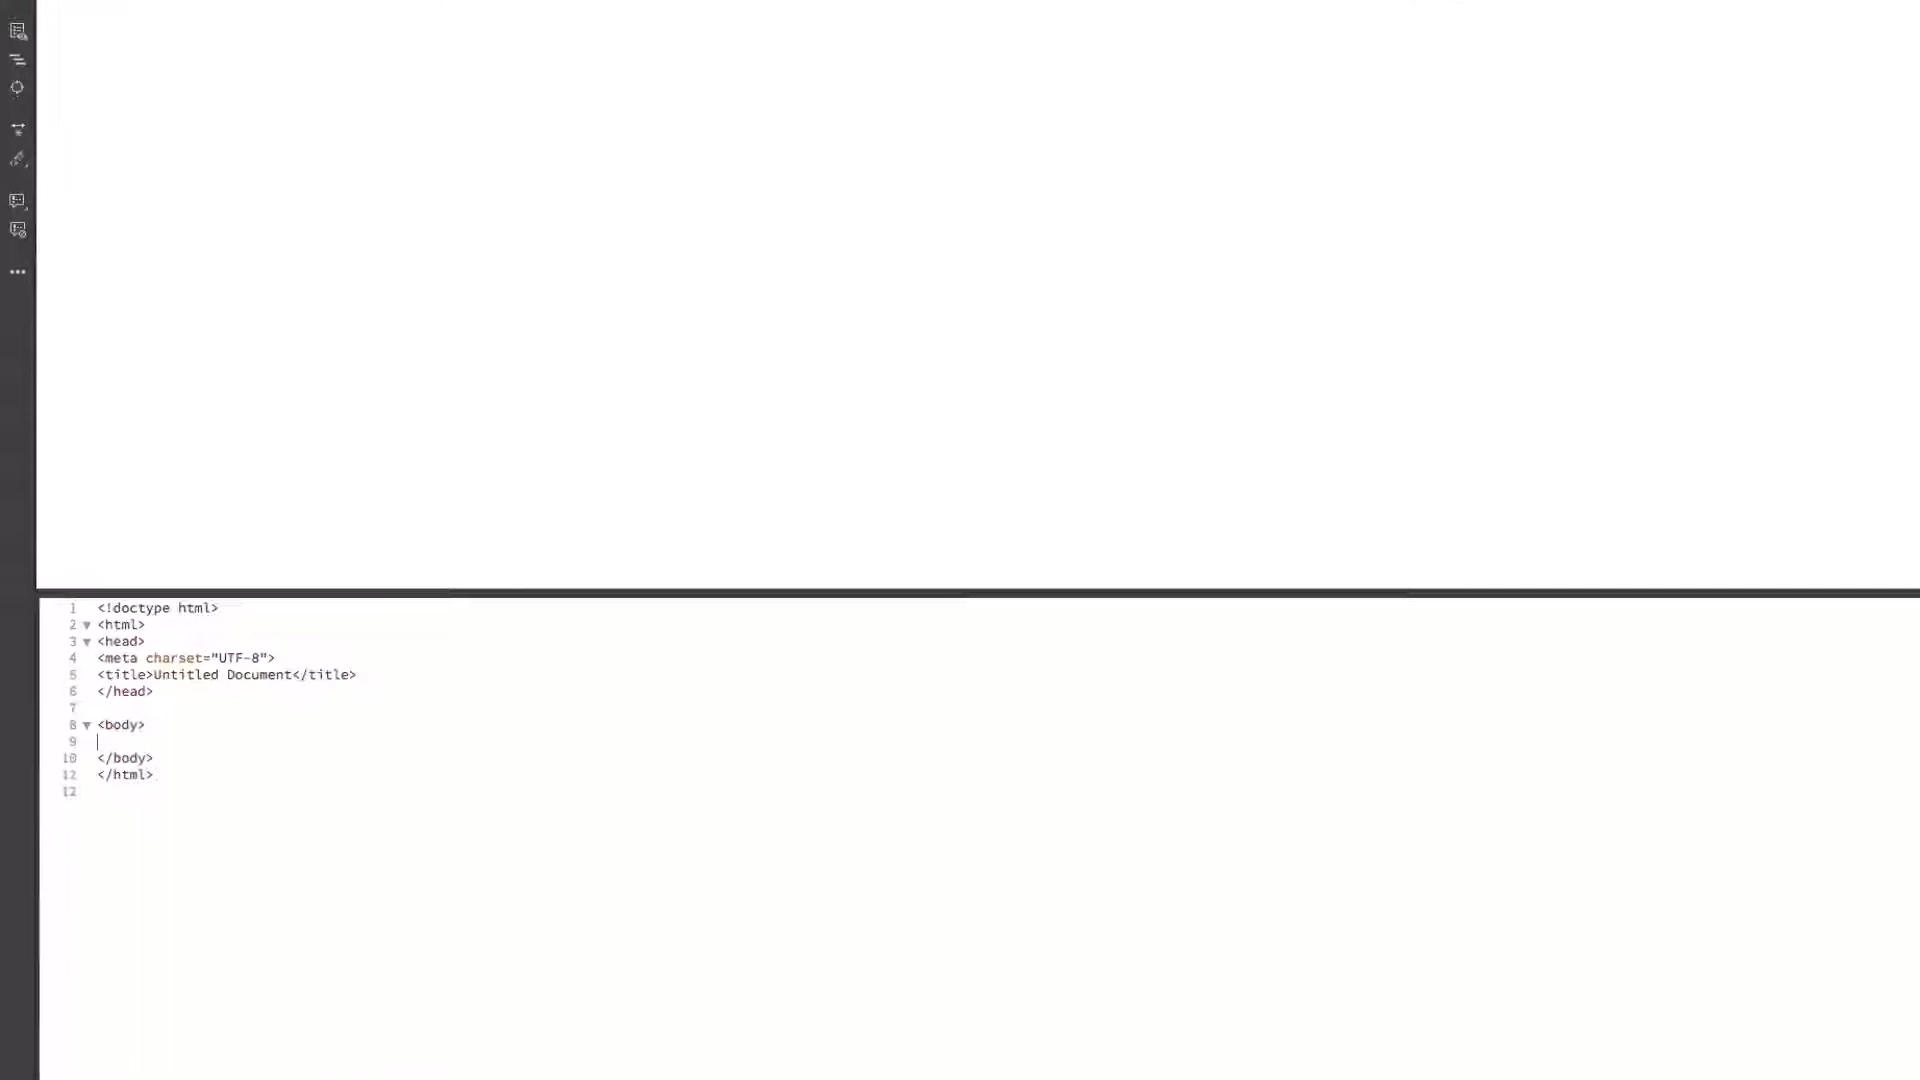 1 <!doctype html>
2 ▼ <html>
3 ▼ <head>
4 <meta charset="UTF-8">
5 <title>Untitled Document</title>
6 </head>
7
8 ▼ <body>
9
10 </body>
12 </html>
12